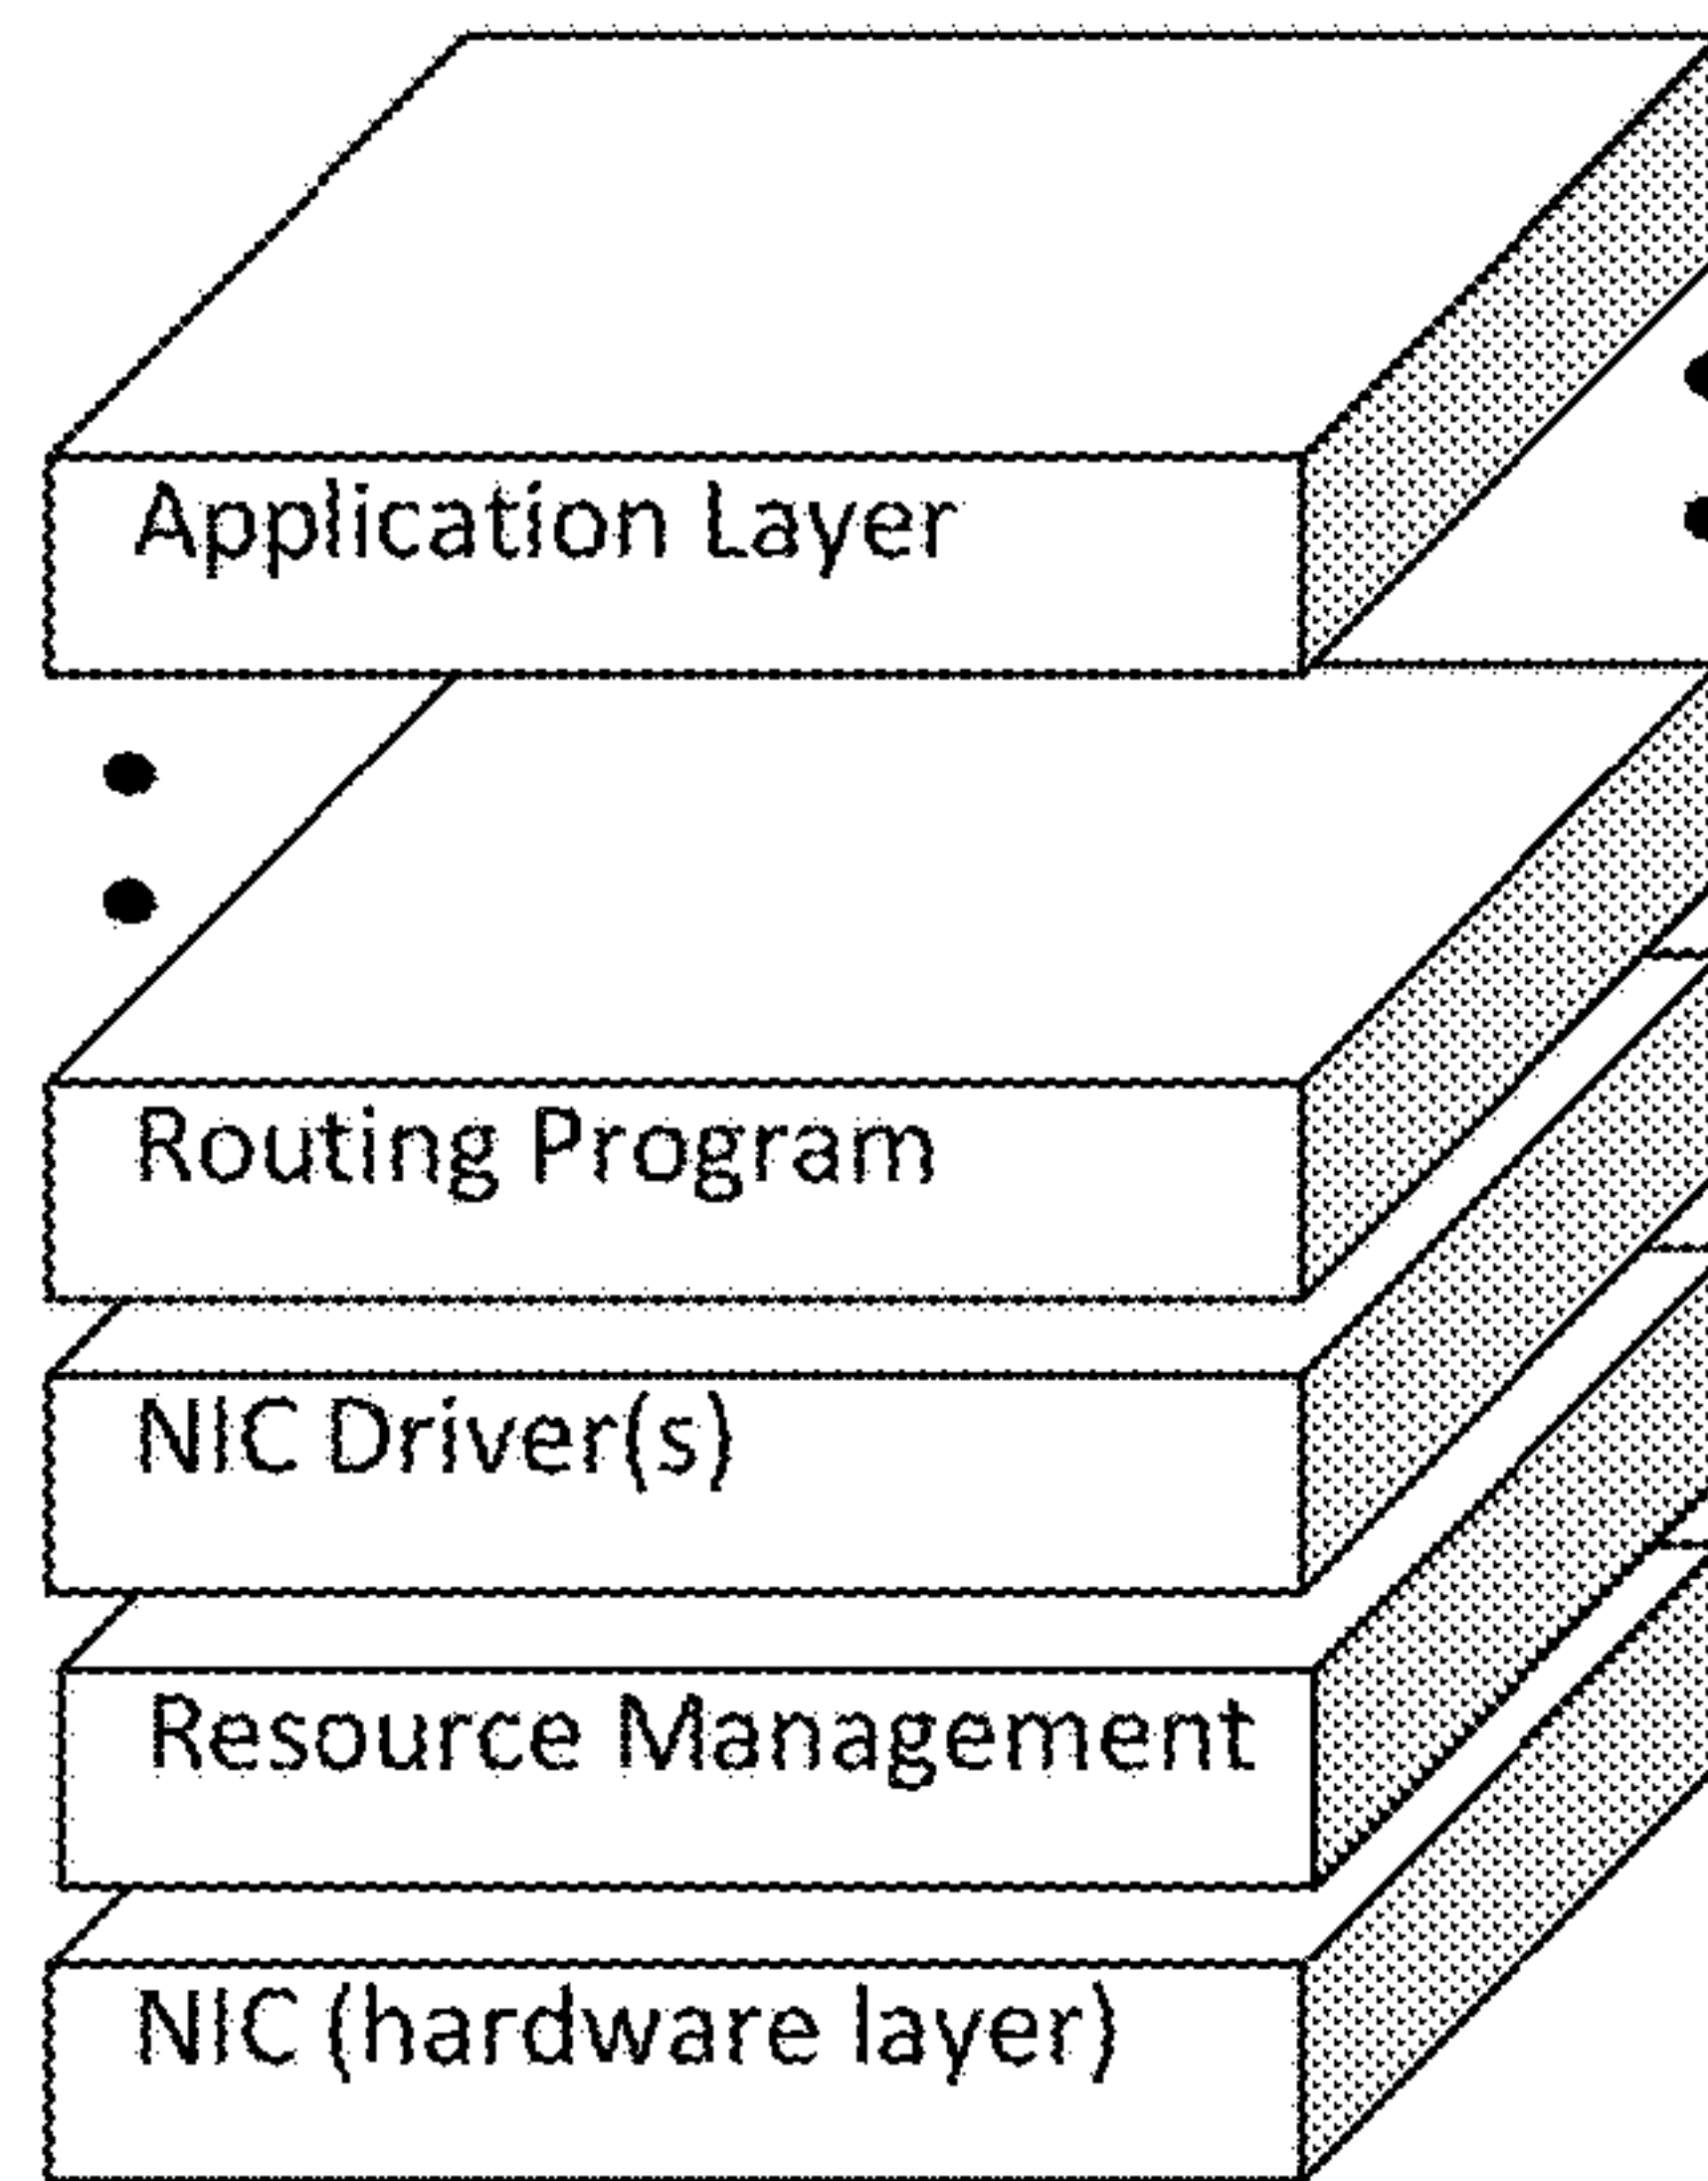 Application Layer
Routing Program
NIC Driver(s)
Resource Management
NIC (hardware layer)